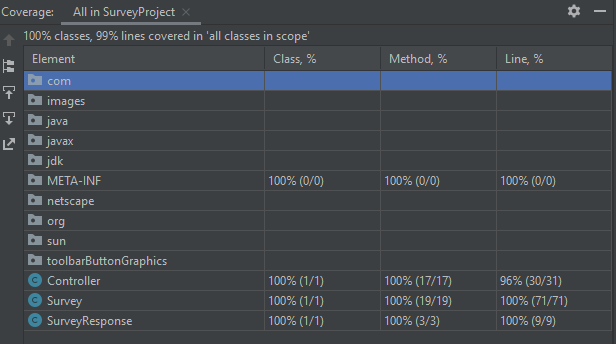 Coverage: All in SurveyProject
100% classes, 99% lines covered in 'all classes in scope'
Element Class, % Method, % Line, %
com
images
java
javax
jdk
META-INF 100% (0/0) 100% (0/0) 100% (0/0)
netscape
org
sun
toolbarButtonGraphics
Controller 100% (1/1) 100% (17/17) 96% (30/31)
Survey 100% (1/1) 100% (19/19) 100% (71/71)
SurveyResponse 100% (1/1) 100% (3/3) 100% (9/9)